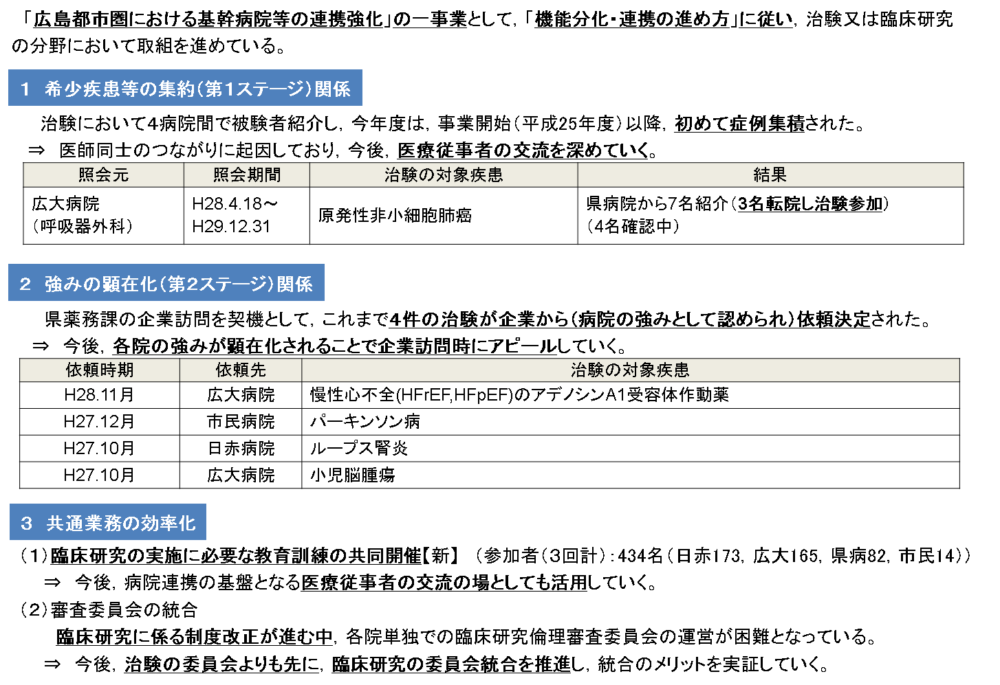 「広島都市圏における基幹病院等の連携強化」の一事業として，「機能分化・連携の進め方」に従い，治験又は臨床研究
の分野において取組を進めている。
１　希少疾患等の集約（第１ステージ）関係
治験において４病院間で被験者紹介し，今年度は，事業開始（平成25年度）以降，初めて症例集積された。
⇒　医師同士のつながりに起因しており，今後，医療従事者の交流を深めていく。
照会元　照会期間　治験の対象疾患　結果
広大病院　H28.4.18～　原発性非小細胞肺癌　県病院から7名紹介（3名転院し治験参加）
（呼吸器外科）　H29.12.31　（4名確認中）
２　強みの顕在化（第２ステージ）関係
県薬務課の企業訪問を契機として，これまで４件の治験が企業から（病院の強みとして認められ）依頼決定された。
⇒　今後，各院の強みが顕在化されることで企業訪問時にアピールしていく。
依頼時期　依頼先　治験の対象疾患
H28.11月　広大病院　慢性心不全(HFrEF,HFpEF)のアデノシンA1受容体作動薬
H27.12月　市民病院　パーキンソン病
H27.10月　日赤病院　ループス腎炎
H27.10月　広大病院　小児脳腫瘍
３　共通業務の効率化
（１）臨床研究の実施に必要な教育訓練の共同開催【新】　（参加者（３回計）：434名（日赤173，広大165，県病82，市民14））
⇒　今後，病院連携の基盤となる医療従事者の交流の場としても活用していく。
（２）審査委員会の統合
臨床研究に係る制度改正が進む中，各院単独での臨床研究倫理審査委員会の運営が困難となっている。
⇒　今後，治験の委員会よりも先に，臨床研究の委員会統合を推進し，統合のメリットを実証していく。